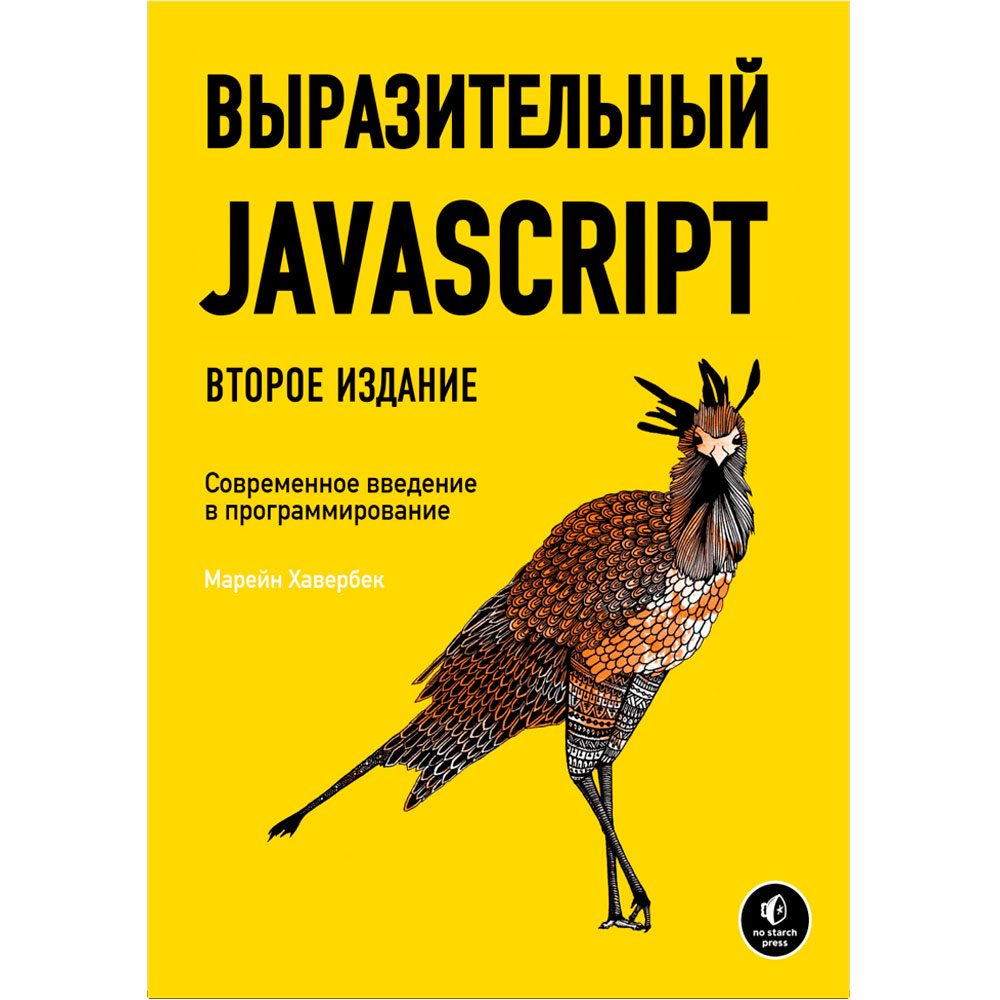 ВЫРАЗИТЕЛЬНЫЙ
JAVASCRIPT
ВТОРОЕ ИЗДАНИЕ
Современное введение
в программирование
Марейн Хавербек
no starch
press